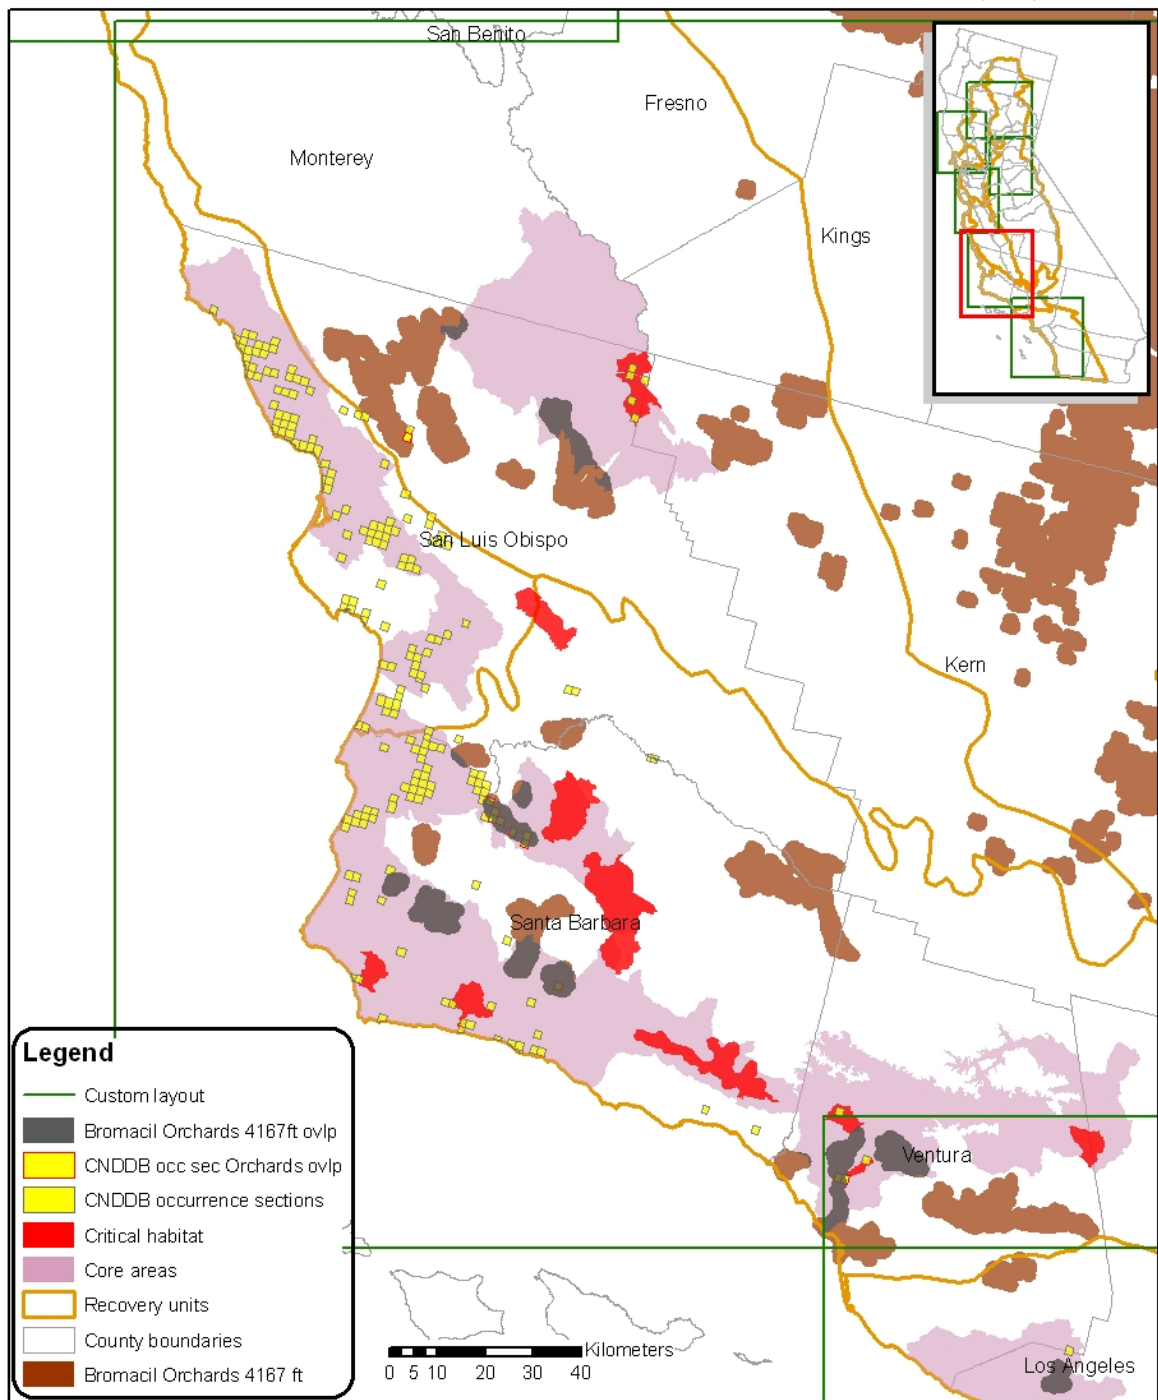 San Benito
Fresno
Monterey
Kings
San Luis Obispo
Kern
Santa Barbara
Ventura
Los Angeles
Legend
Custom layout
Bromacil Orchards 4167ft ovlp
CNDDB occ sec Orchards ovlp
CNDDB occurrence sections
Critical habitat
Core areas
Recovery units
County boundaries
Bromacil Orchards 4167 ft
Kilometers
0 5 10 20 30 40